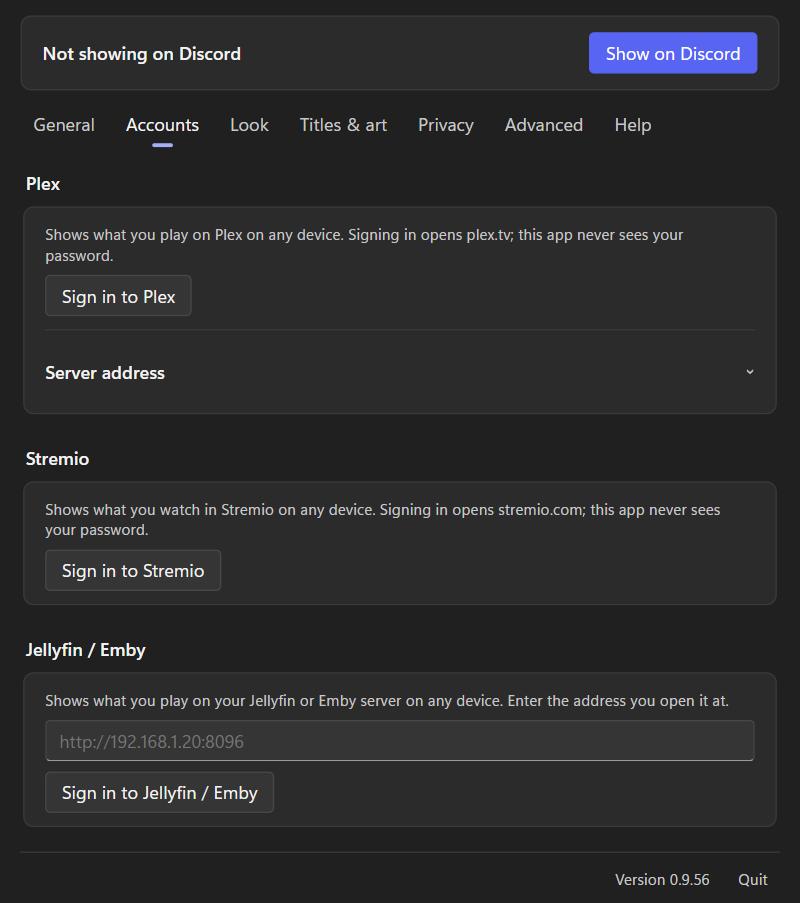 Not showing on Discord
Show on Discord
General Accounts Look Titles & art Privacy Advanced Help
Plex
Shows what you play on Plex on any device. Signing in opens plex.tv; this app never sees your
password.
Sign in to Plex
Server address
Stremio
Shows what you watch in Stremio on any device. Signing in opens stremio.com; this app never sees
your password.
Sign in to Stremio
Jellyfin / Emby
Shows what you play on your Jellyfin or Emby server on any device. Enter the address you open it at.
http://192.168.1.20:8096
Sign in to Jellyfin / Emby
Version 0.9.56 Quit